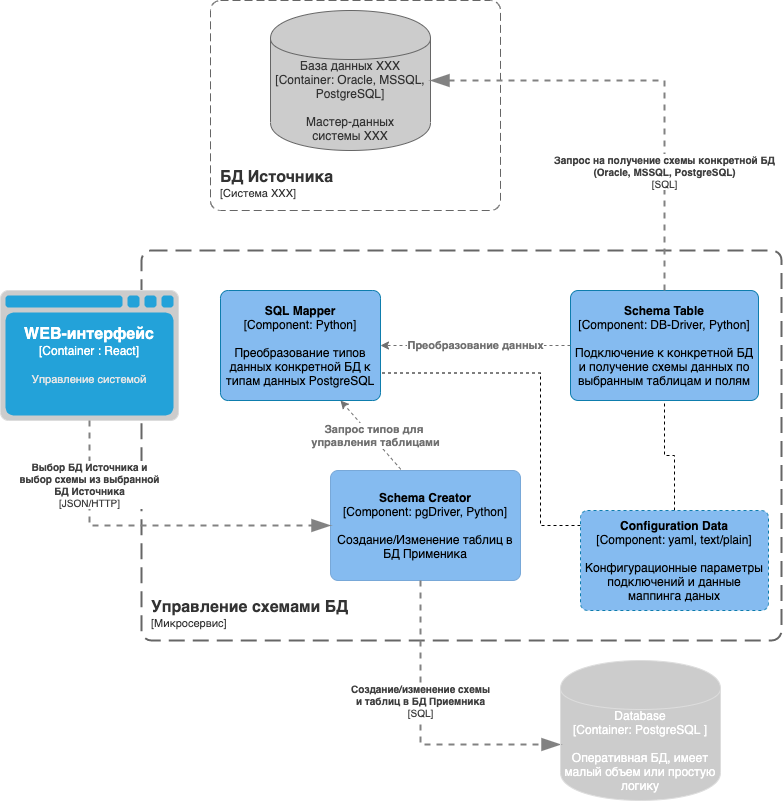 База данных XXX
[Container: Oracle, MSSQL,
PostgreSQL]
Мастер-данных
системы XXX
БД Источника
[Система XXX]
Запрос на получение схемы конкретной БД
(Oracle, MSSQL, PostgreSQL)
[SQL]
WEB-интерфейс
[Container : React]
Управление системой
SQL Mapper
[Component: Python]
Преобразование типов
данных конкретной БД к
типам данных PostgreSQL
Преобразование данных
Schema Table
[Component: DB-Driver, Python]
Подключение к конкретной БД
и получение схемы данных по
выбранным таблицам и полям
Запрос типов для
управления таблицами
Выбор БД Источника и
выбор схемы из выбранной
БД Источника
[JSON/HTTP]
Schema Creator
[Component: pgDriver, Python]
Создание/Изменение таблиц в
БД Применика
Configuration Data
[Component: yaml, text/plain]
Конфигурационные параметры
подключений и данные
маппинга даных
Управление схемами БД
[Микросервис]
Создание/изменение схемы
и таблиц в БД Приемника
[SQL]
Database
[Container: PostgreSQL ]
Оперативная БД, имеет
малый объем или простую
логику